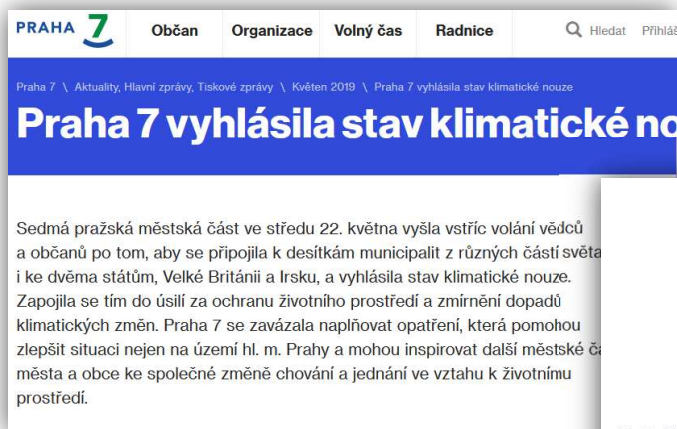 PRAHA 7 Občan Organizace Volný čas Radnice Hledat
Praha 7 \ Aktuality, Hlavní zprávy, Tiskové zprávy \ Květen 2019 \ Praha 7 vyhlásila stav klimatické nouze
Praha 7 vyhlásila stav klimatické
Sedmá pražská městská část ve středu 22. května vyšla vstříc volání vědců
a občanů po tom, aby se připojila k desítkám municipalit z různých částí světa
i ke dvěma státům, Velké Británii a Irsku, a vyhlásila stav klimatické nouze.
Zapojila se tím do úsilí za ochranu životního prostředí a zmírnění dopadů
klimatických změn. Praha 7 se zavázala naplňovat opatření, která pomohou
zlepšit situaci nejen na území hl. m. Prahy a mohou inspirovat další městské
města a obce ke společné změně chování a jednání ve vztahu k životnímu
prostředí.